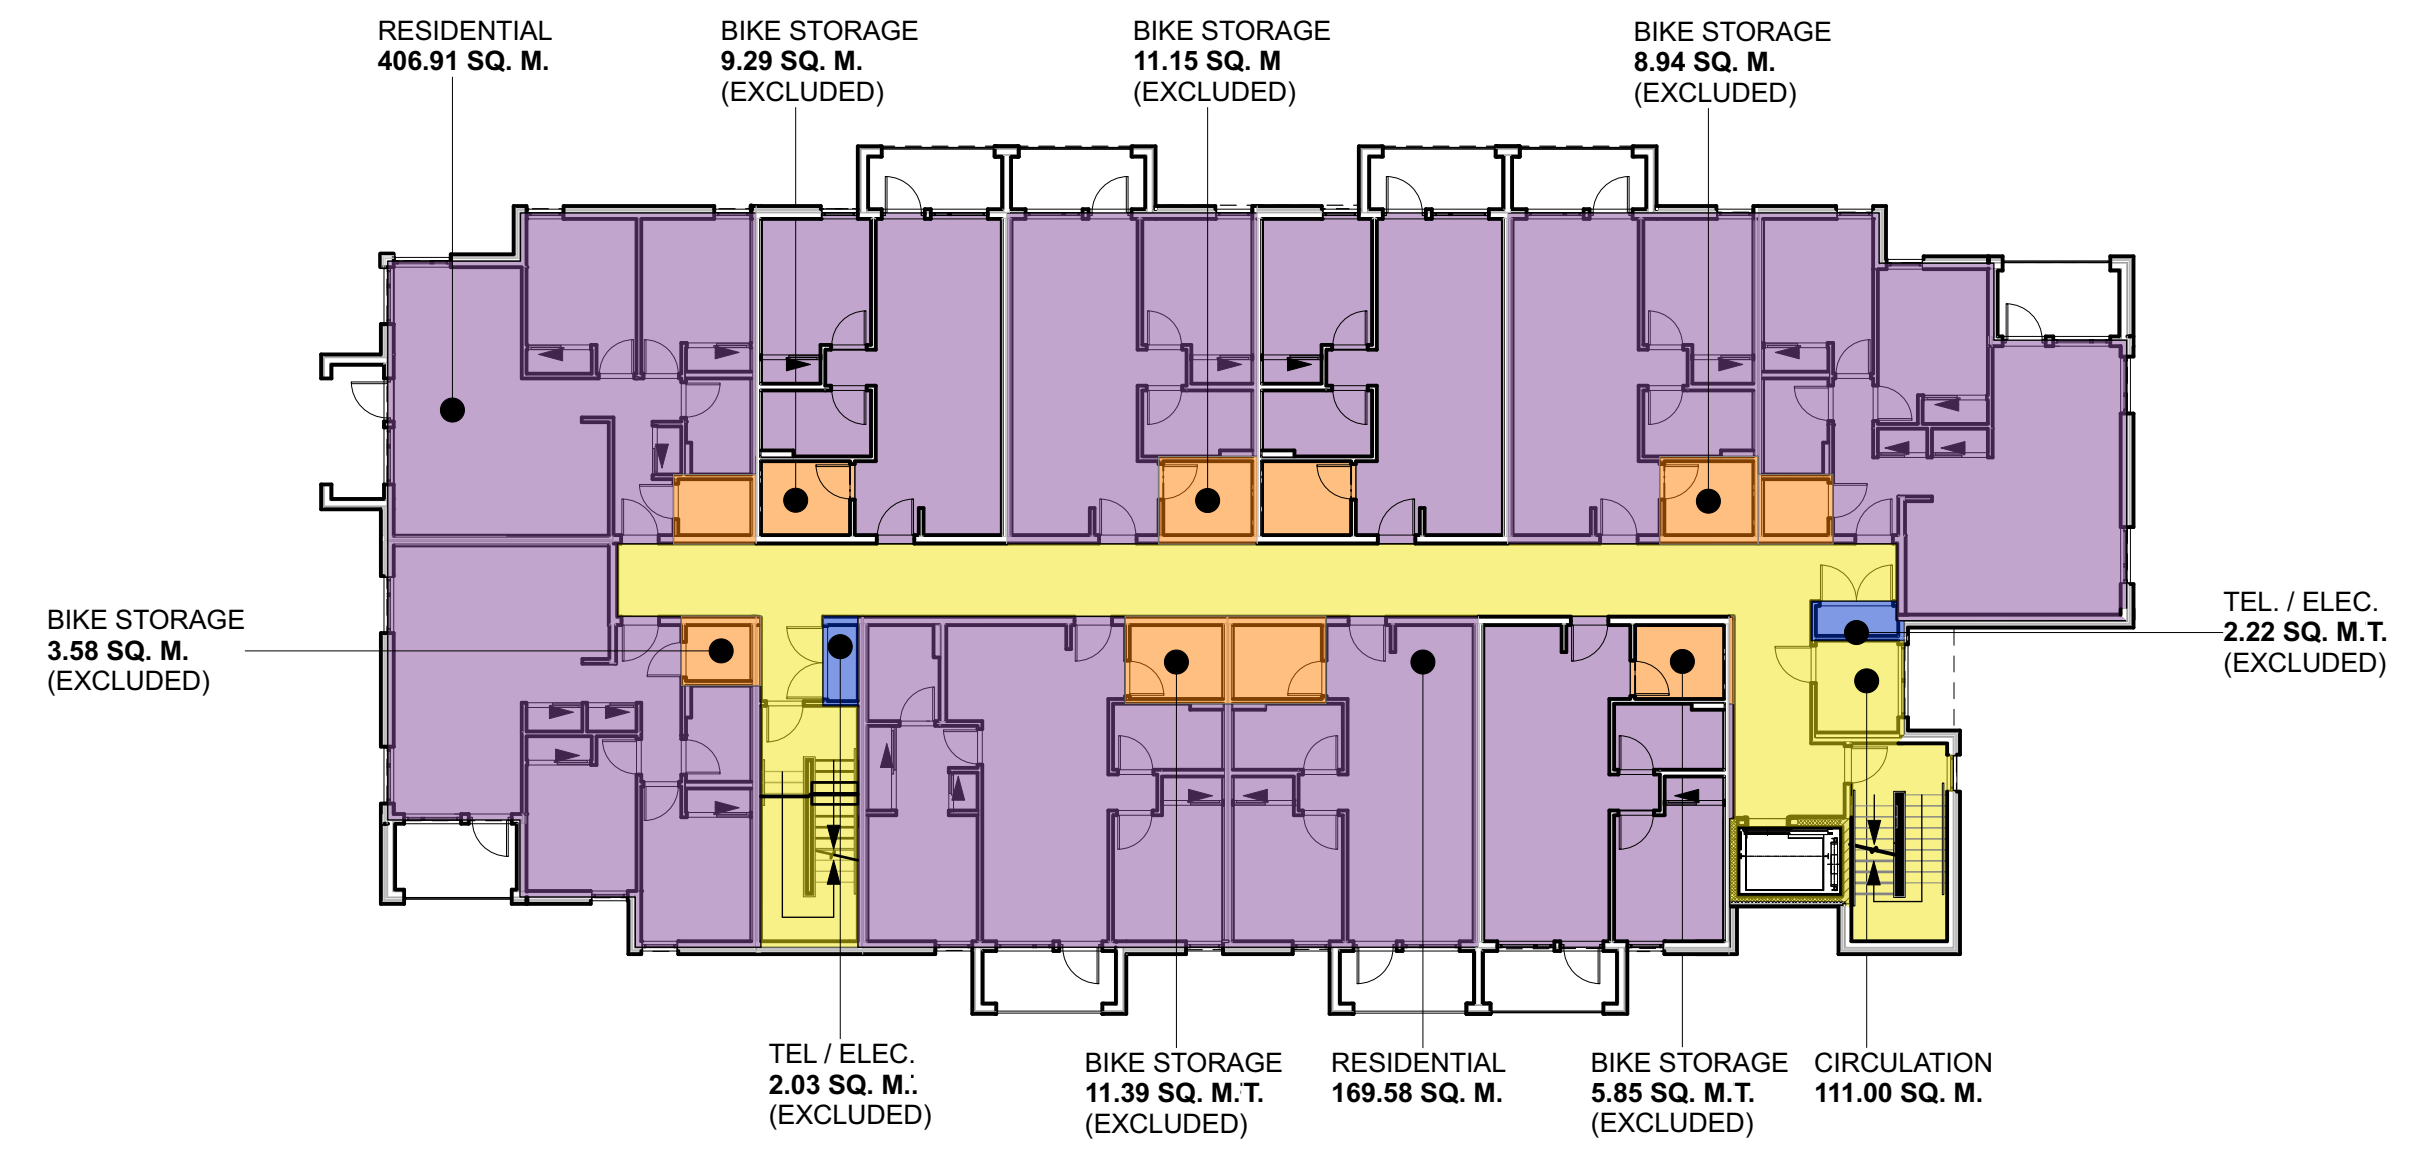 RESIDENTIAL
406.91 SQ. M.
BIKE STORAGE
9.29 SQ. M.
(EXCLUDED)
BIKE STORAGE
11.15 SQ. M
(EXCLUDED)
BIKE STORAGE
8.94 SQ. M.
(EXCLUDED)
BIKE STORAGE
3.58 SQ. M.
(EXCLUDED)
TEL. / ELEC.
2.22 SQ. M.T.
(EXCLUDED)
TEL / ELEC.
2.03 SQ. M..
(EXCLUDED)
BIKE STORAGE
11.39 SQ. M.T.
(EXCLUDED)
RESIDENTIAL
169.58 SQ. M.
BIKE STORAGE
5.85 SQ. M.T.
(EXCLUDED)
CIRCULATION
111.00 SQ. M.